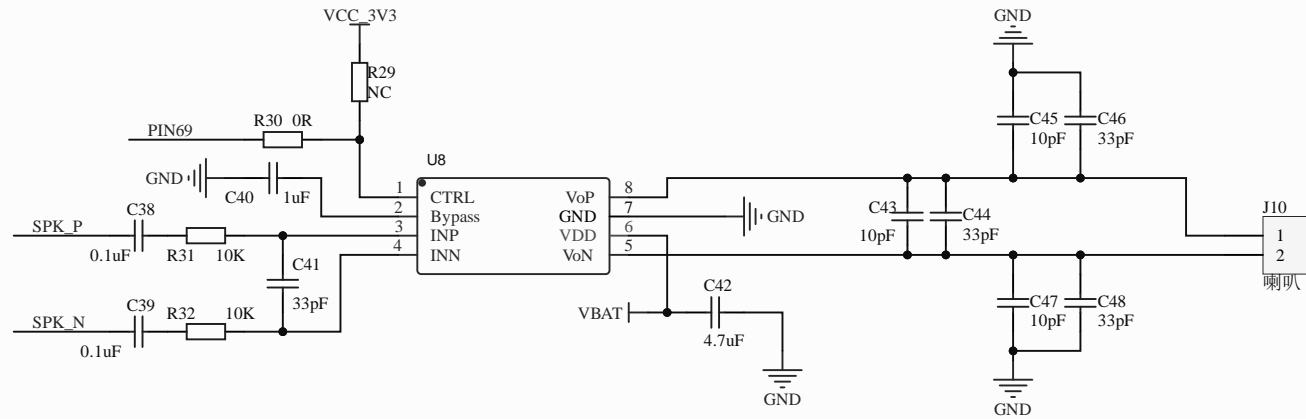 VCC_3V3
GND
R29
NC
R30 0R
PIN69
C45
10pF
C46
33pF
U8
GND
C40
1uF
1
CTRL
VoP
8
2
Bypass
GND
7
GND
3
INP
VDD
6
4
INN
VoN
5
C38
SPK_P
0.1uF
R31
10K
C41
33pF
C43
10pF
C44
33pF
J10
1
2
喇叭
C39
SPK_N
0.1uF
R32
10K
VBAT
C42
4.7uF
GND
C47
10pF
C48
33pF
GND